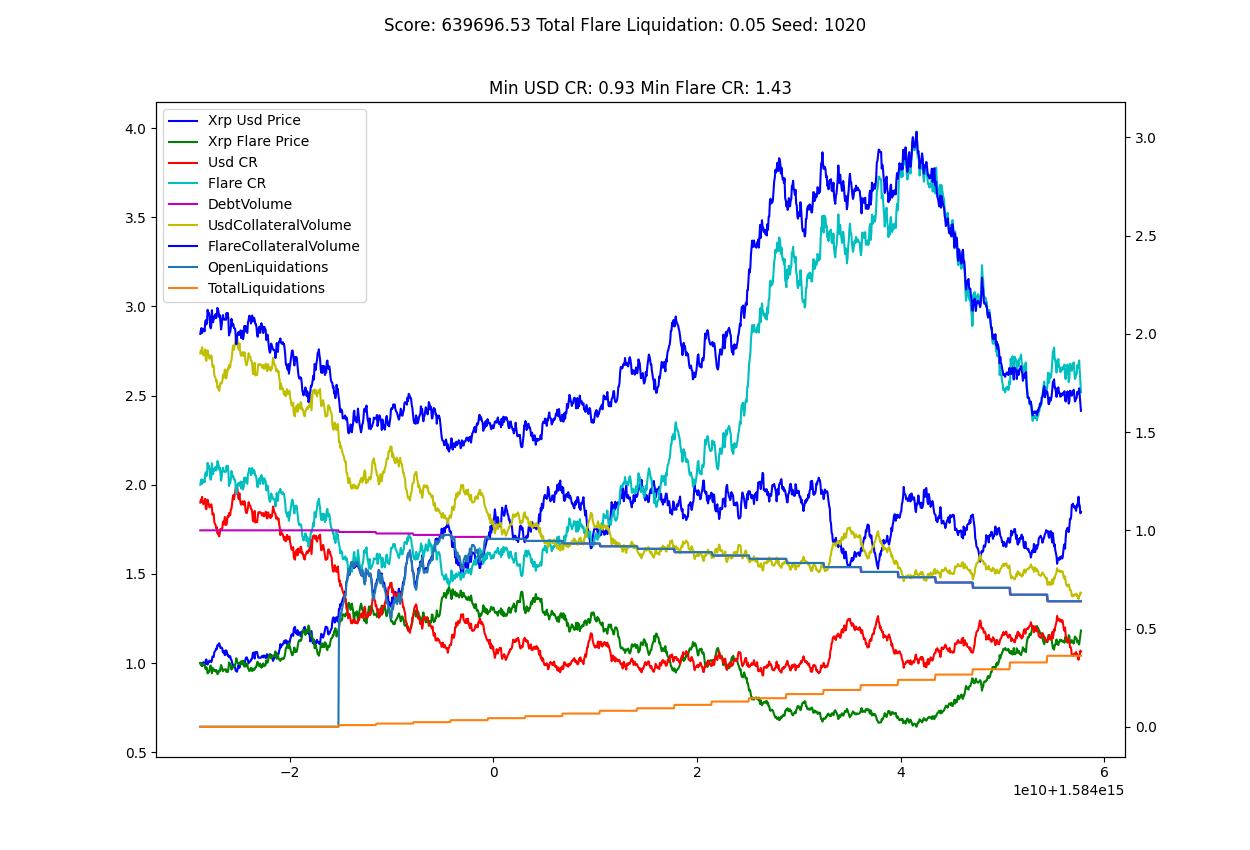 Score: 639696.53 Total Flare Liquidation: 0.05 Seed: 1020
Min USD CR: 0.93 Min Flare CR: 1.43
Xrp Usd Price
Xrp Flare Price
Usd CR
Flare CR
DebtVolume
UsdCollateralVolume
FlareCollateralVolume
OpenLiquidations
TotalLiquidations
4.0
3.5
3.0
2.5
2.0
1.5
1.0
0.5
3.0
2.5
2.0
1.5
1.0
0.5
0.0
−2 0 2 4 6
1e10+1.584e15